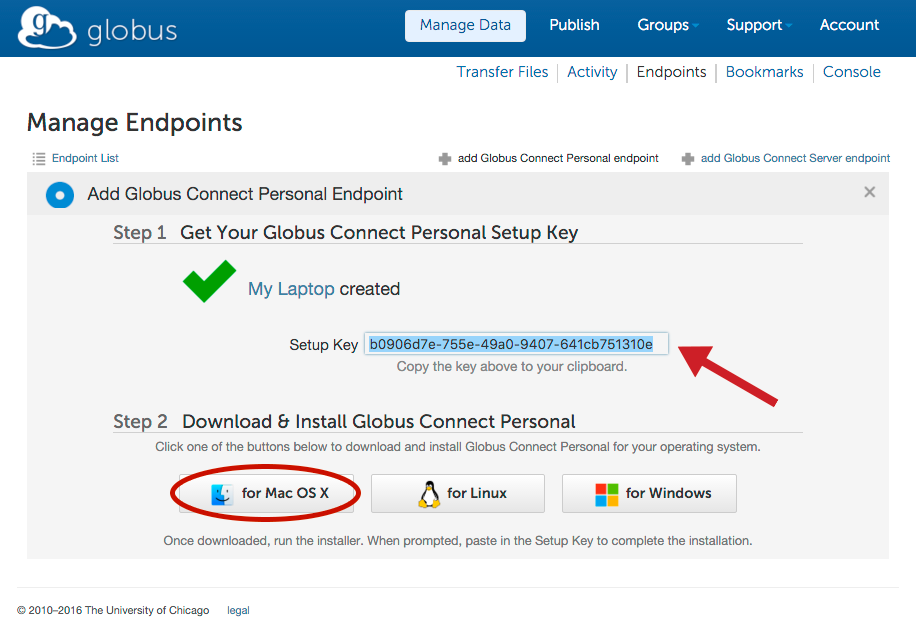 globus
Manage Data Publish Groups Support Account
Transfer Files Activity Endpoints Bookmarks Console
Manage Endpoints
Endpoint List add Globus Connect Personal endpoint add Globus Connect Server endpoint
Add Globus Connect Personal Endpoint
Step 1 Get Your Globus Connect Personal Setup Key
My Laptop created
Setup Key b0906d7e-755e-49a0-9407-641cb751310e
Copy the key above to your clipboard.
Step 2 Download & Install Globus Connect Personal
Click one of the buttons below to download and install Globus Connect Personal for your operating system.
for Mac OS X for Linux for Windows
Once downloaded, run the installer. When prompted, paste in the Setup Key to complete the installation.
© 2010–2016 The University of Chicago legal